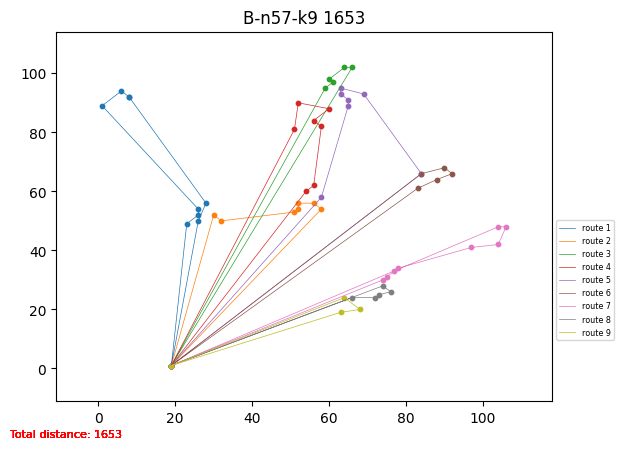 B-n57-k9 1653
100
80
60
40
20
0
0 20 40 60 80 100
route 1
route 2
route 3
route 4
route 5
route 6
route 7
route 8
route 9
Total distance: 1653